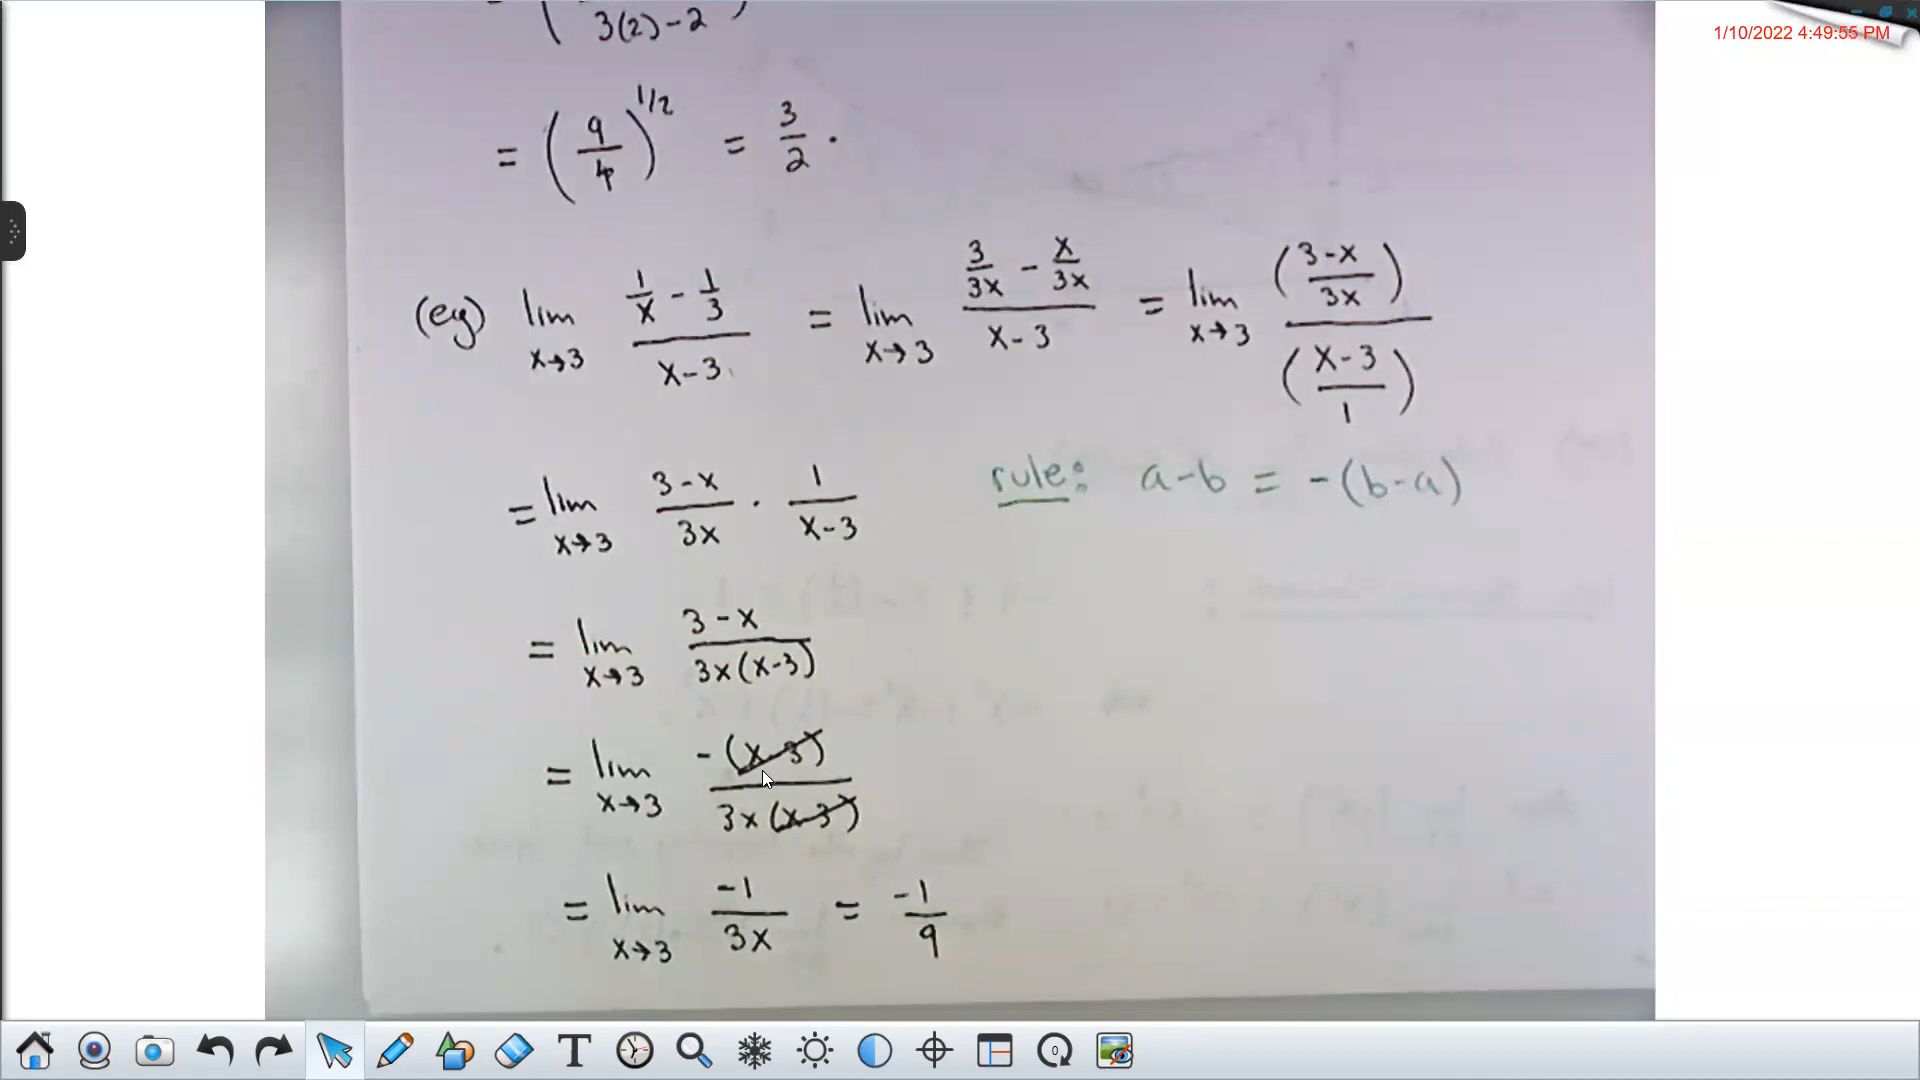 1/10/2022 4:49:55 PM
3(2)-2
= (9/4)^1/2 = 3/2 .
(eg) lim x→3 (1/x - 1/3)/(x-3) = lim x→3 (3/3x - x/3x)/(x-3) = lim x→3 ((3-x)/3x)/((x-3)/1)
= lim x→3 (3-x)/3x · 1/(x-3) rule: a-b = -(b-a)
= lim x→3 (3-x)/(3x(x-3))
= lim x→3 -(x-3)/(3x(x-3))
= lim x→3 -1/3x = -1/9